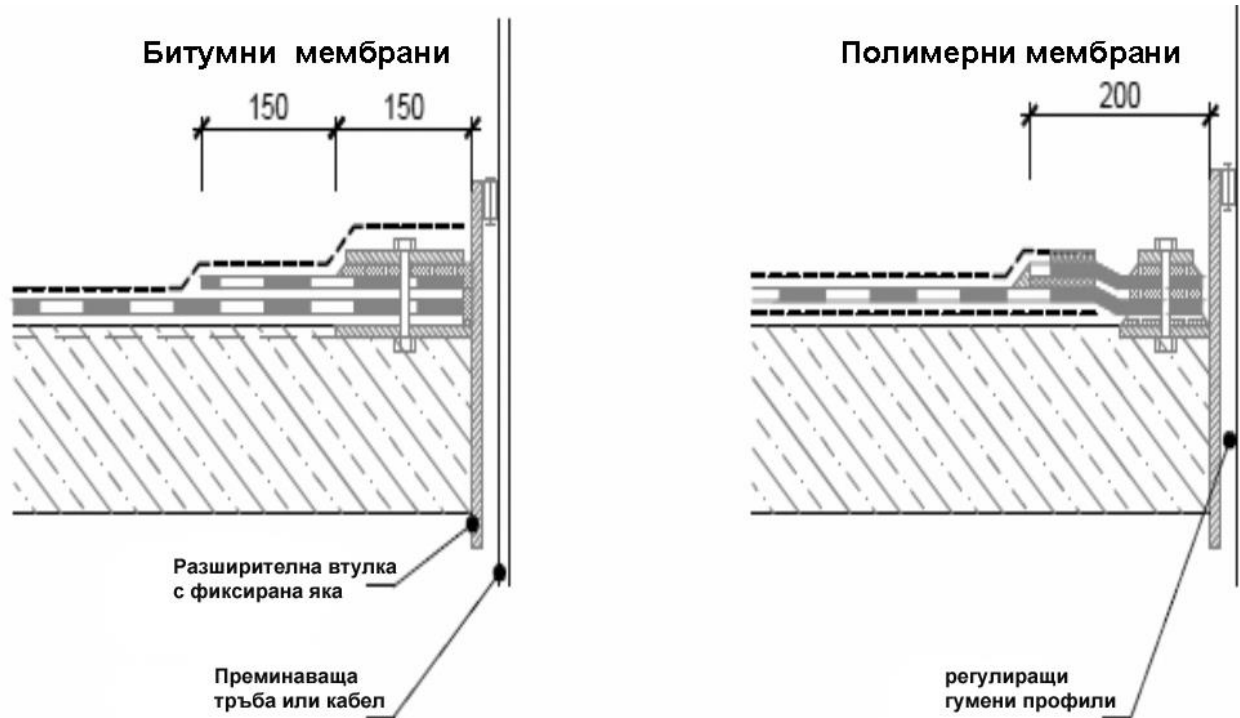 Битумни мембрани
150 150
Разширителна втулка
с фиксирана яка
Преминаваща
тръба или кабел
Полимерни мембрани
200
регулиращи
гумени профили